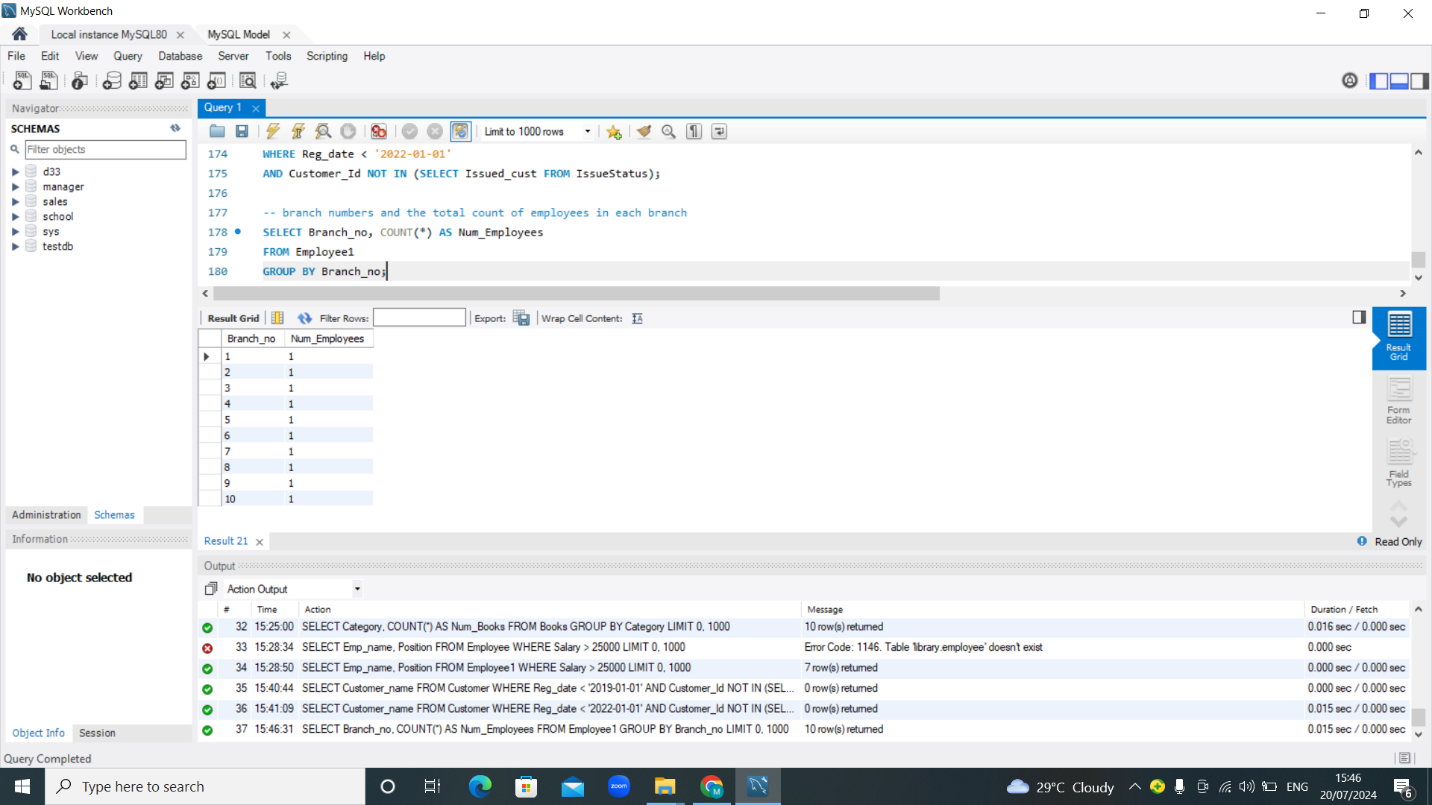 MySQL Workbench
Local instance MySQL80
MySQL Model
File Edit View Query Database Server Tools Scripting Help
Navigator
SCHEMAS
Filter objects
d33
manager
sales
school
sys
testdb
Administration Schemas
Information
No object selected
Object Info Session
Query 1
Limit to 1000 rows
174 WHERE Reg_date < '2022-01-01'
175 AND Customer_Id NOT IN (SELECT Issued_cust FROM IssueStatus);
176
177 -- branch numbers and the total count of employees in each branch
178 SELECT Branch_no, COUNT(*) AS Num_Employees
179 FROM Employee1
180 GROUP BY Branch_no;
Result Grid Filter Rows: Export: Wrap Cell Content:
Branch_no Num_Employees
1 1
2 1
3 1
4 1
5 1
6 1
7 1
8 1
9 1
10 1
Result Grid
Form Editor
Field Types
Result 21
Read Only
Output
Action Output
# Time Action Message Duration / Fetch
32 15:25:00 SELECT Category, COUNT(*) AS Num_Books FROM Books GROUP BY Category LIMIT 0, 1000 10 row(s) returned 0.016 sec / 0.000 sec
33 15:28:34 SELECT Emp_name, Position FROM Employee WHERE Salary > 25000 LIMIT 0, 1000 Error Code: 1146. Table 'library.employee' doesn't exist 0.000 sec
34 15:28:50 SELECT Emp_name, Position FROM Employee1 WHERE Salary > 25000 LIMIT 0, 1000 7 row(s) returned 0.000 sec / 0.000 sec
35 15:40:44 SELECT Customer_name FROM Customer WHERE Reg_date < '2019-01-01' AND Customer_Id NOT IN (SEL... 0 row(s) returned 0.000 sec / 0.000 sec
36 15:41:09 SELECT Customer_name FROM Customer WHERE Reg_date < '2022-01-01' AND Customer_Id NOT IN (SEL... 0 row(s) returned 0.015 sec / 0.000 sec
37 15:46:31 SELECT Branch_no, COUNT(*) AS Num_Employees FROM Employee1 GROUP BY Branch_no LIMIT 0, 1000 10 row(s) returned 0.015 sec / 0.000 sec
Query Completed
Type here to search
zoom
29°C Cloudy
ENG
15:46
20/07/2024
6